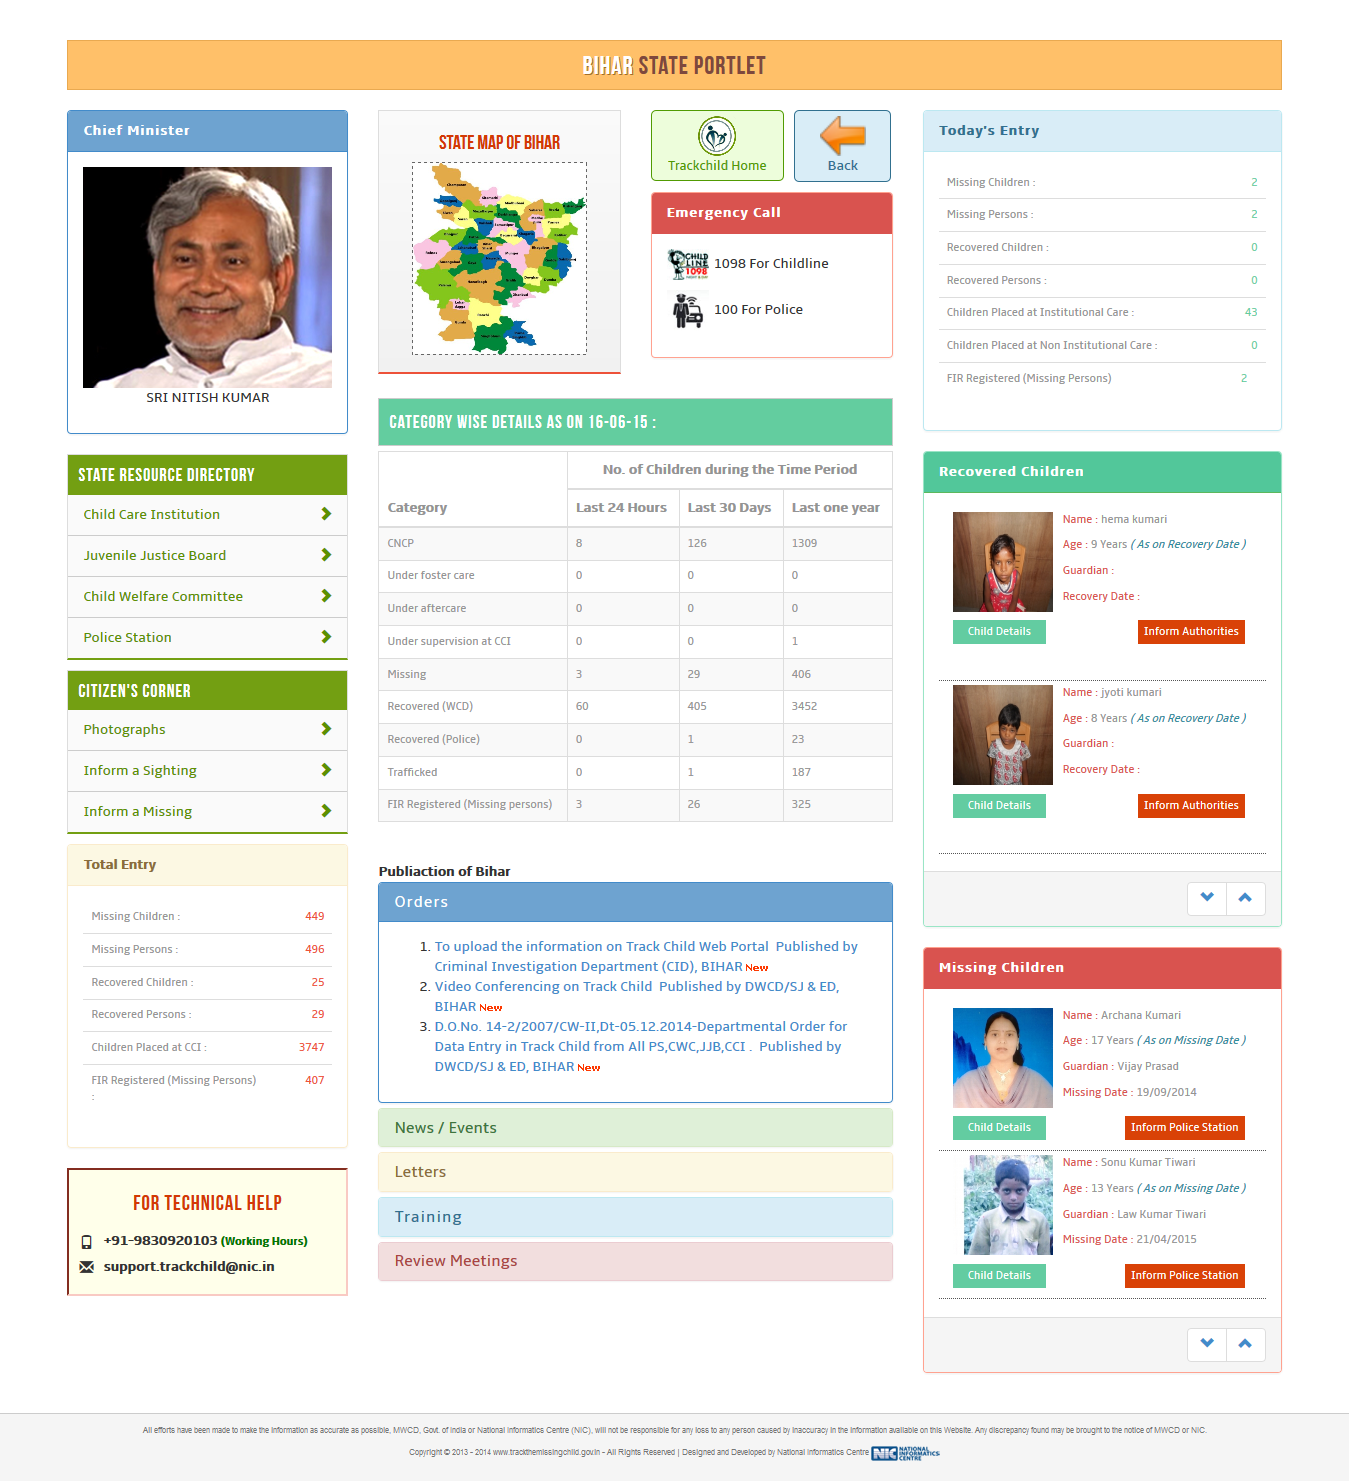 BIHAR STATE PORTLET
Chief Minister
SRI NITISH KUMAR
STATE RESOURCE DIRECTORY
Child Care Institution
Juvenile Justice Board
Child Welfare Committee
Police Station
CITIZEN'S CORNER
Photographs
Inform a Sighting
Inform a Missing
Total Entry
Missing Children : 449
Missing Persons : 496
Recovered Children : 25
Recovered Persons : 29
Children Placed at CCI : 3747
FIR Registered (Missing Persons) 407
:
FOR TECHNICAL HELP
+91-9830920103 (Working Hours)
support.trackchild@nic.in
STATE MAP OF BIHAR
Trackchild Home
Back
Emergency Call
CHILD
LINE
1098
1098 For Childline
100 For Police
CATEGORY WISE DETAILS AS ON 16-06-15 :
No. of Children during the Time Period
Category Last 24 Hours Last 30 Days Last one year
CNCP 8 126 1309
Under foster care 0 0 0
Under aftercare 0 0 0
Under supervision at CCI 0 0 1
Missing 3 29 406
Recovered (WCD) 60 405 3452
Recovered (Police) 0 1 23
Trafficked 0 1 187
FIR Registered (Missing persons) 3 26 325
Publiaction of Bihar
Orders
1. To upload the information on Track Child Web Portal Published by
Criminal Investigation Department (CID), BIHAR New
2. Video Conferencing on Track Child Published by DWCD/SJ & ED,
BIHAR New
3. D.O.No. 14-2/2007/CW-II,Dt-05.12.2014-Departmental Order for
Data Entry in Track Child from All PS,CWC,JJB,CCI . Published by
DWCD/SJ & ED, BIHAR New
News / Events
Letters
Training
Review Meetings
Today's Entry
Missing Children : 2
Missing Persons : 2
Recovered Children : 0
Recovered Persons : 0
Children Placed at Institutional Care : 43
Children Placed at Non Institutional Care : 0
FIR Registered (Missing Persons) 2
Recovered Children
Name : hema kumari
Age : 9 Years ( As on Recovery Date )
Guardian :
Recovery Date :
Child Details Inform Authorities
Name : jyoti kumari
Age : 8 Years ( As on Recovery Date )
Guardian :
Recovery Date :
Child Details Inform Authorities
Missing Children
Name : Archana Kumari
Age : 17 Years ( As on Missing Date )
Guardian : Vijay Prasad
Missing Date : 19/09/2014
Child Details Inform Police Station
Name : Sonu Kumar Tiwari
Age : 13 Years ( As on Missing Date )
Guardian : Law Kumar Tiwari
Missing Date : 21/04/2015
Child Details Inform Police Station
All efforts have been made to make the information as accurate as possible. MWCD, Govt. of India or National Informatics Centre (NIC), will not be responsible for any loss to any person caused by inaccuracy in the information available on this Website. Any discrepancy found may be brought to the notice of MWCD or NIC.
Copyright © 2013 - 2014 www.trackthemissingchild.gov.in - All Rights Reserved | Designed and Developed by National Informatics Centre NIC NATIONAL INFORMATICS CENTRE